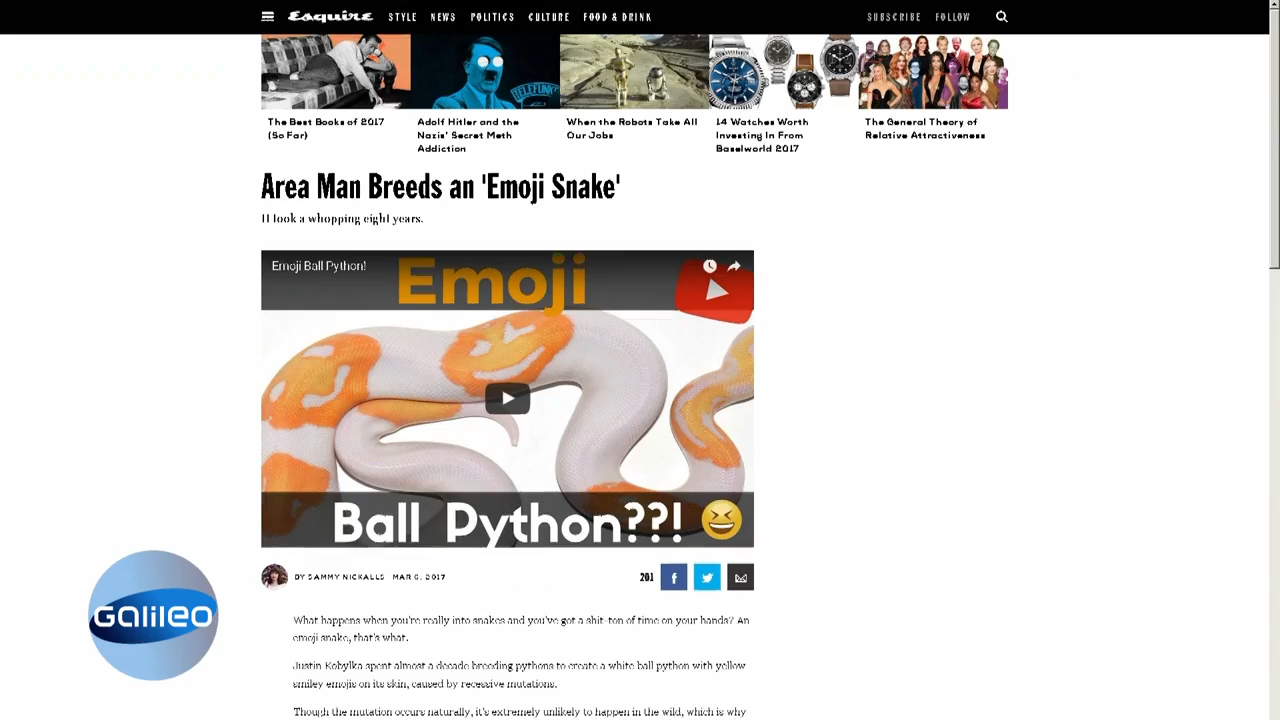 Esquire STYLE NEWS POLITICS CULTURE FOOD & DRINK SUBSCRIBE FOLLOW
TELEFUNK
The Best Books of 2017
(So Far)
Adolf Hitler and the
Nazis' Secret Meth
Addiction
When the Robots Take All
Our Jobs
14 Watches Worth
Investing In From
Baselworld 2017
The General Theory of
Relative Attractiveness
Area Man Breeds an 'Emoji Snake'
It took a whopping eight years.
Emoji Ball Python!
Emoji
Ball Python??!
BY SAMMY NICKALLS MAR 6, 2017
201
GaliLEO
What happens when you're really into snakes and you've got a shit-ton of time on your hands? An
emoji snake, that's what.
Justin Kobylka spent almost a decade breeding pythons to create a white ball python with yellow
smiley emojis on its skin, caused by recessive mutations.
Though the mutation occurs naturally, it's extremely unlikely to happen in the wild, which is why